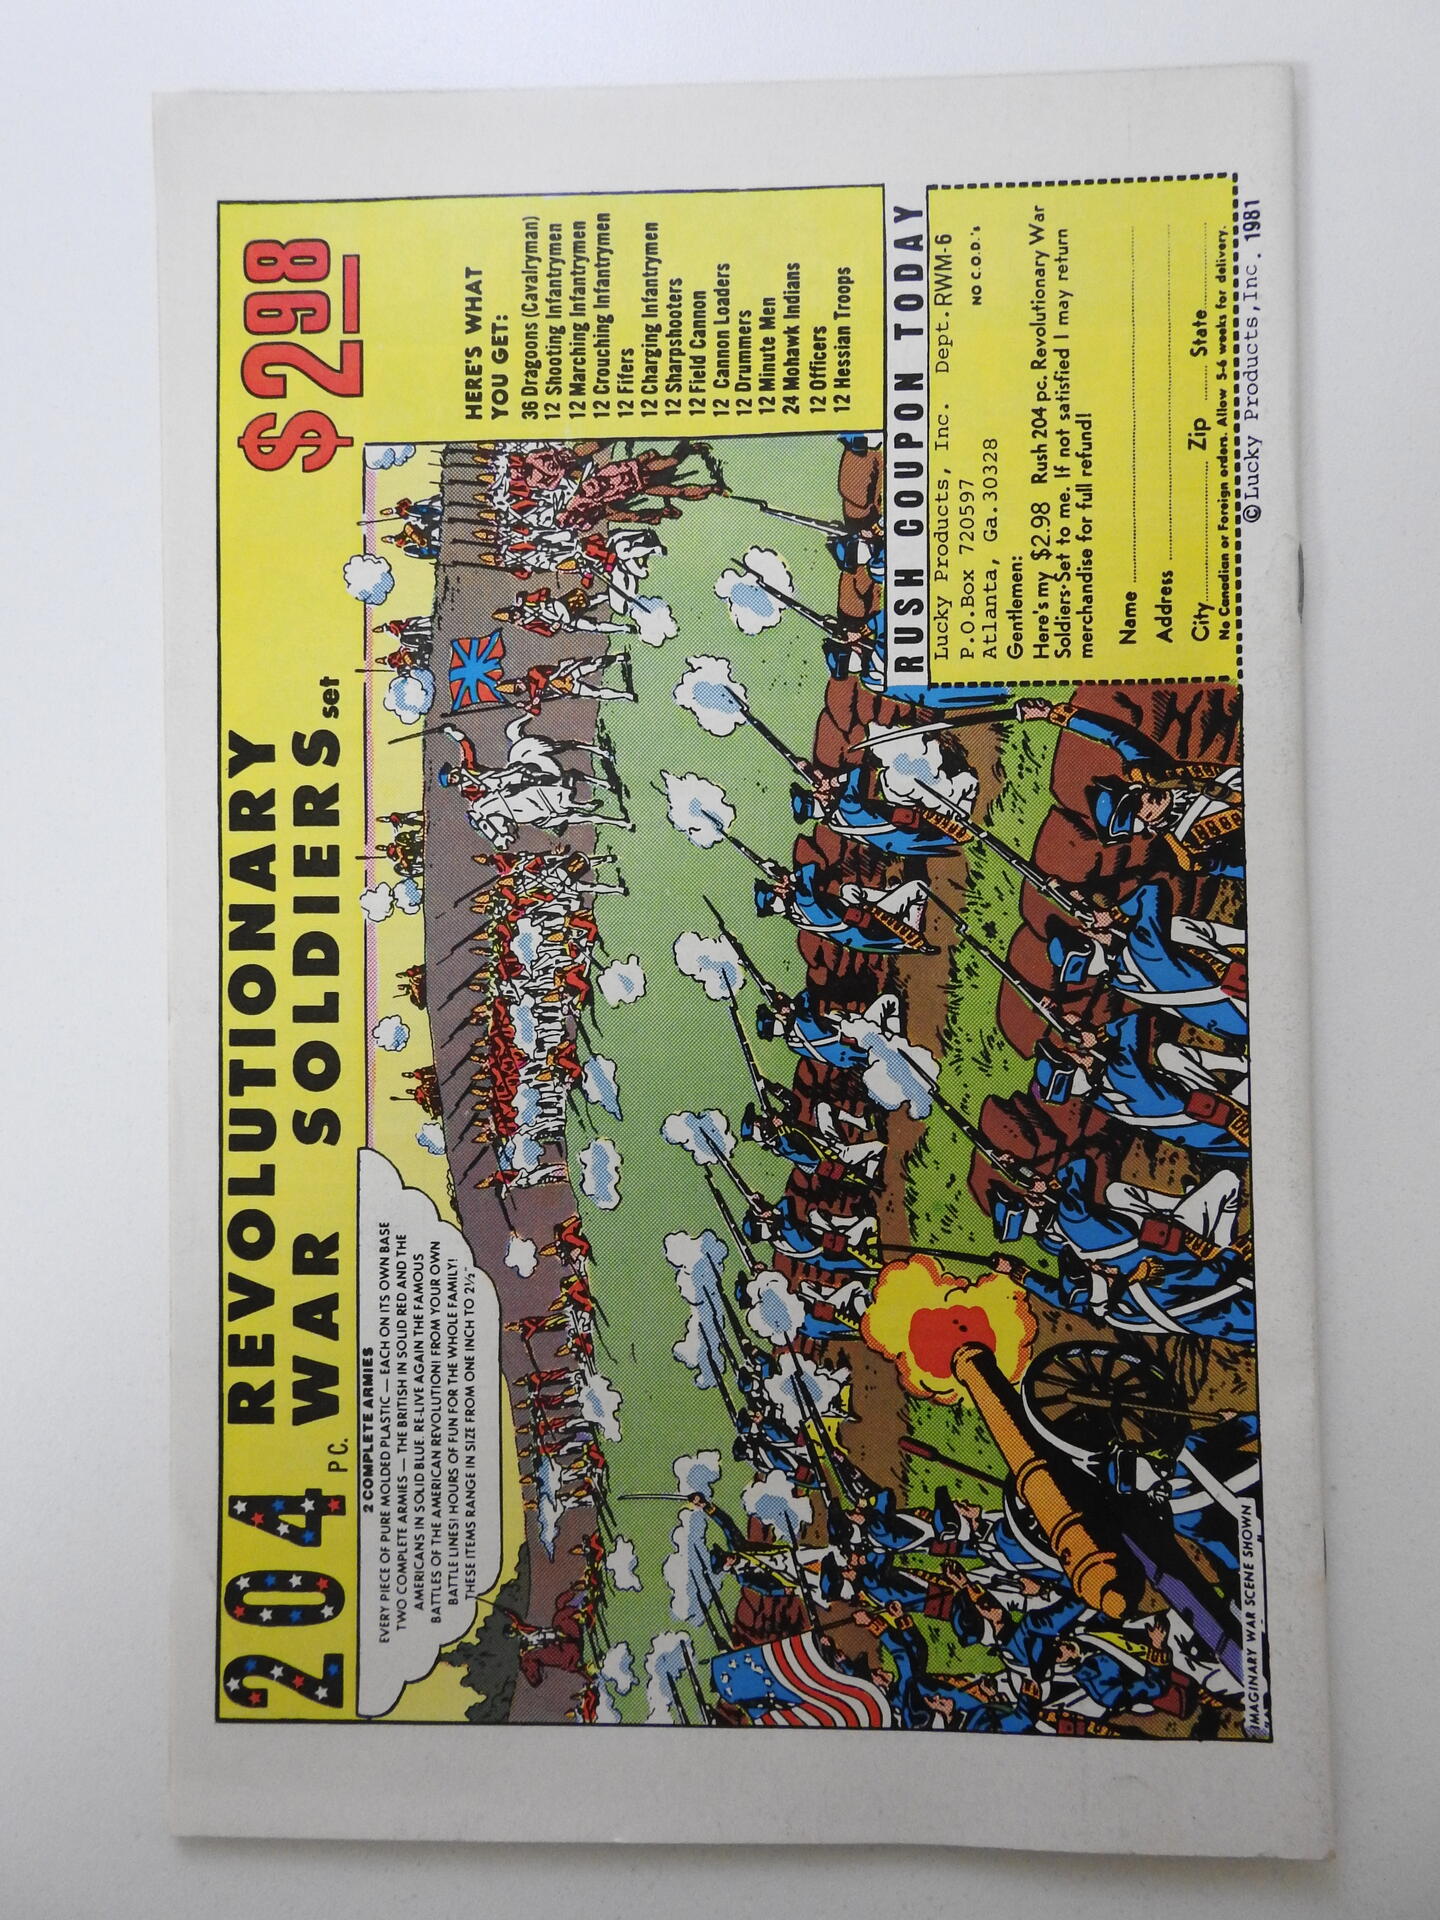 204 PC. REVOLUTIONARY
WAR SOLDIERS set
$2.98
2 COMPLETE ARMIES
EVERY PIECE OF PURE MOLDED PLASTIC — EACH ON ITS OWN BASE
TWO COMPLETE ARMIES — THE BRITISH IN SOLID RED AND THE
AMERICANS IN SOLID BLUE. RE-LIVE AGAIN THE FAMOUS
BATTLES OF THE AMERICAN REVOLUTION! FROM YOUR OWN
BATTLE LINES! HOURS OF FUN FOR THE WHOLE FAMILY!
THESE ITEMS RANGE IN SIZE FROM ONE INCH TO 2½"
HERE'S WHAT
YOU GET:
36 Dragoons (Cavalryman)
12 Shooting Infantrymen
12 Marching Infantrymen
12 Crouching Infantrymen
12 Fifers
12 Charging Infantrymen
12 Sharpshooters
12 Field Cannon
12 Cannon Loaders
12 Drummers
12 Minute Men
24 Mohawk Indians
12 Officers
12 Hessian Troops
RUSH COUPON TODAY
Lucky Products, Inc. Dept. RWM-6
P.O.Box 720597 NO C.O.D.'s
Atlanta, Ga.30328
Gentlemen:
Here's my $2.98 Rush 204 pc. Revolutionary War
Soldiers-Set to me. If not satisfied I may return
merchandise for full refund!
Name
Address
City Zip State
No Canadian or Foreign orders. Allow 5-6 weeks for delivery.
© Lucky Products, Inc. 1981
IMAGINARY WAR SCENE SHOWN